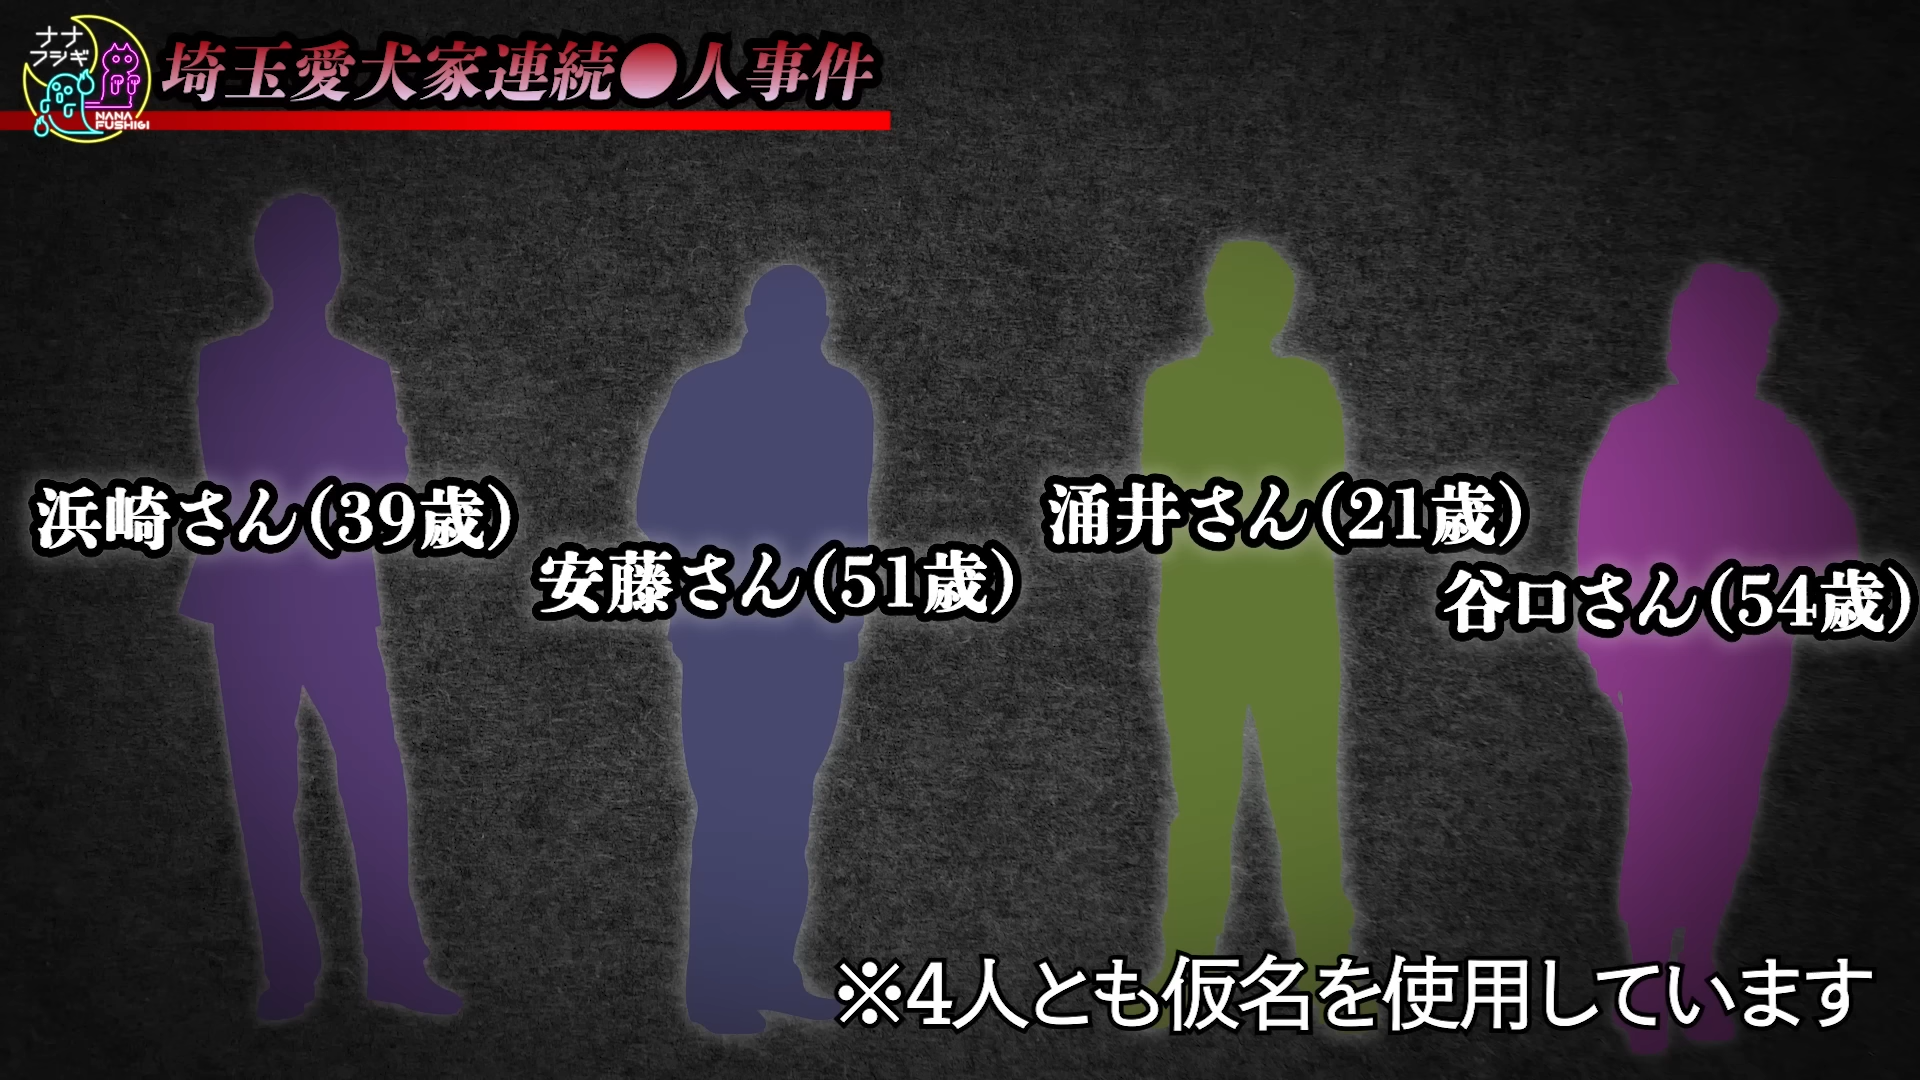 ナナ
フシギ
NANA
FUSHIGI
埼玉愛犬家連続●人事件
浜崎さん(39歳)
安藤さん(51歳)
涌井さん(21歳)
谷口さん(54歳)
※4人とも仮名を使用しています